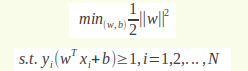 min_(w,b) 1/2 ||w||²
s.t. y_i(w^T x_i+b)≥1,i=1,2,...,N